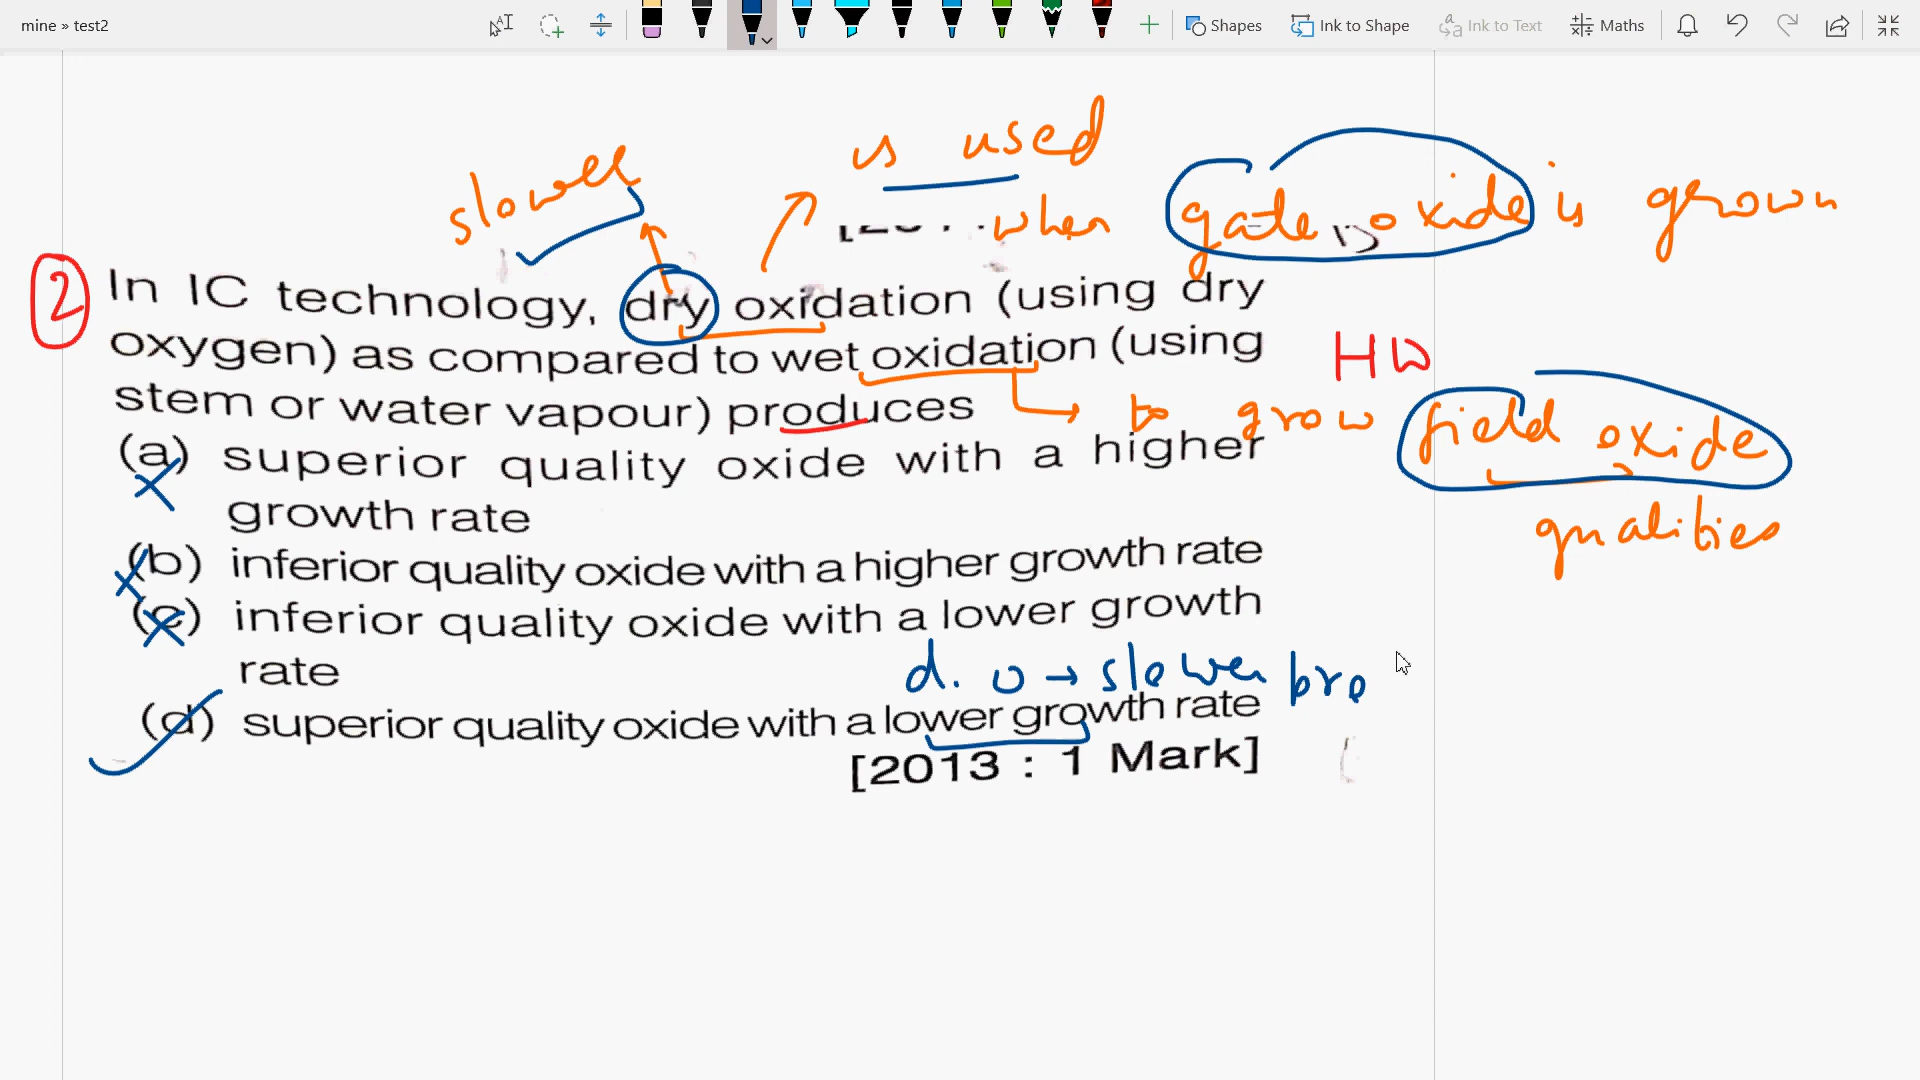 mine » test2
Shapes
Ink to Shape
Ink to Text
Maths
slower
is used
when gate oxide is grown
2
In IC technology, dry oxidation (using dry
oxygen) as compared to wet oxidation (using
stem or water vapour) produces
HW
to grow field oxide
qualities
(a) superior quality oxide with a higher
growth rate
(b) inferior quality oxide with a higher growth rate
(c) inferior quality oxide with a lower growth
rate
d. o → slower pro
(d) superior quality oxide with a lower growth rate
[2013 : 1 Mark]